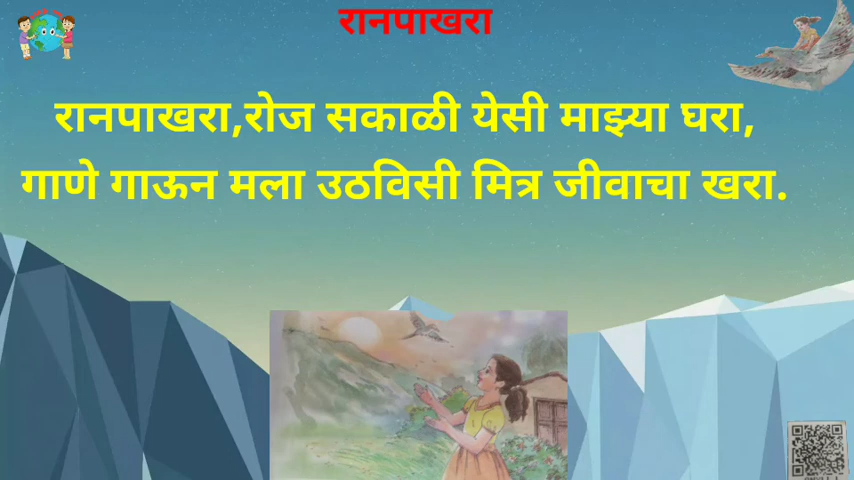 रानपाखरा
रानपाखरा,रोज सकाळी येसी माझ्या घरा,
गाणे गाऊन मला उठविसी मित्र जीवाचा खरा.